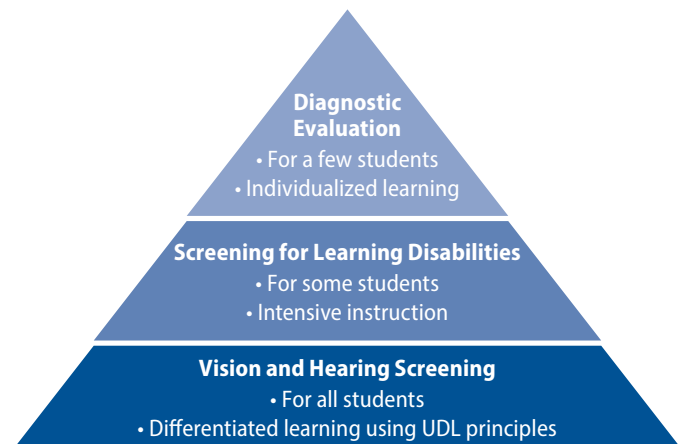 Diagnostic
Evaluation
• For a few students
• Individualized learning
Screening for Learning Disabilities
• For some students
• Intensive instruction
Vision and Hearing Screening
• For all students
• Differentiated learning using UDL principles